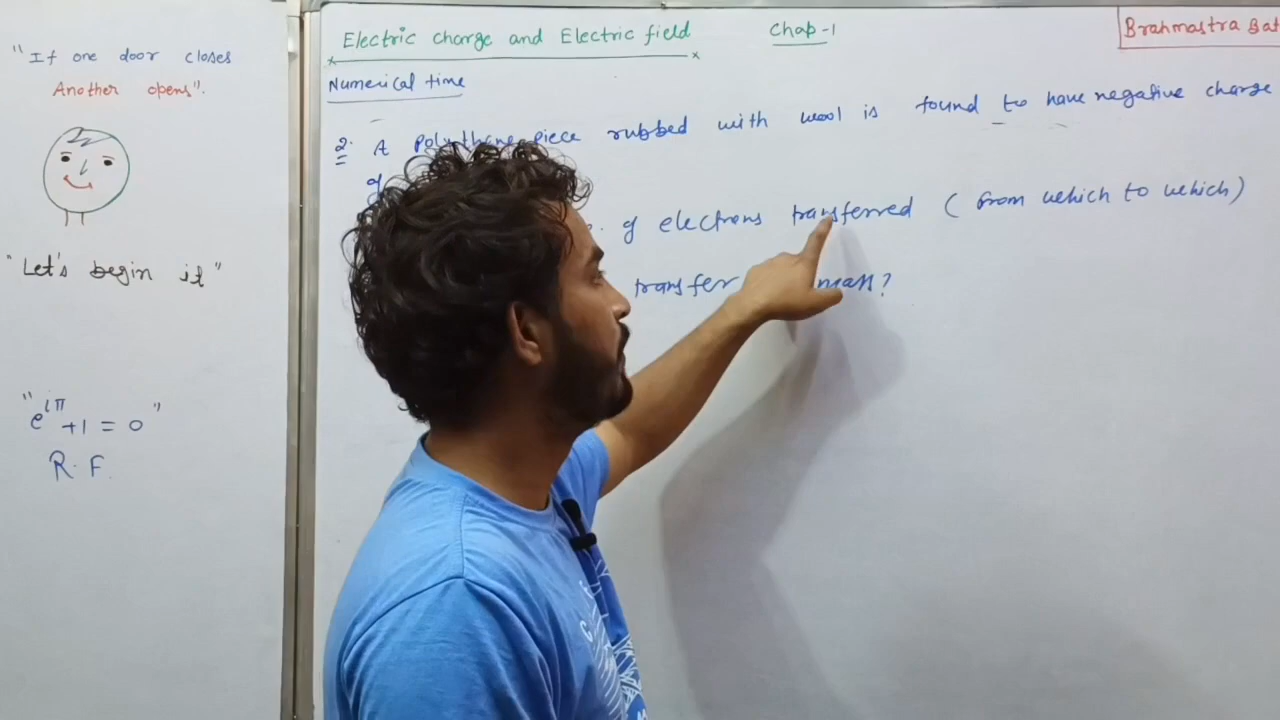 "If one door closes
Another opens".
"Let's begin it"
"e^{iπ} +1 = 0"
R. F.
Electric charge and Electric field
Chap-1
Brahmastra Bat
Numerical time
2. A Polythene piece rubbed with wool is found to have negative charge
of
of electrons transferred (from which to which)
transfer mass?